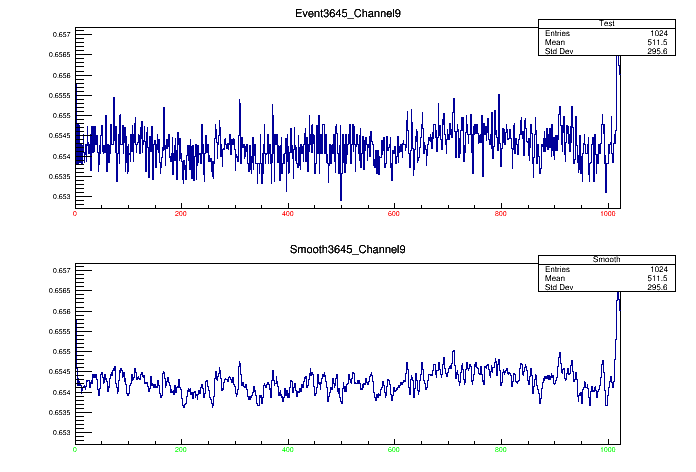 Event3645_Channel9
Test
Entries 1024
Mean 511.5
Std Dev 295.6
0.657
0.6565
0.656
0.6555
0.655
0.6545
0.654
0.6535
0.653
0 200 400 600 800 1000
Smooth3645_Channel9
Smooth
Entries 1024
Mean 511.5
Std Dev 295.6
0.657
0.6565
0.656
0.6555
0.655
0.6545
0.654
0.6535
0.653
0 200 400 600 800 1000